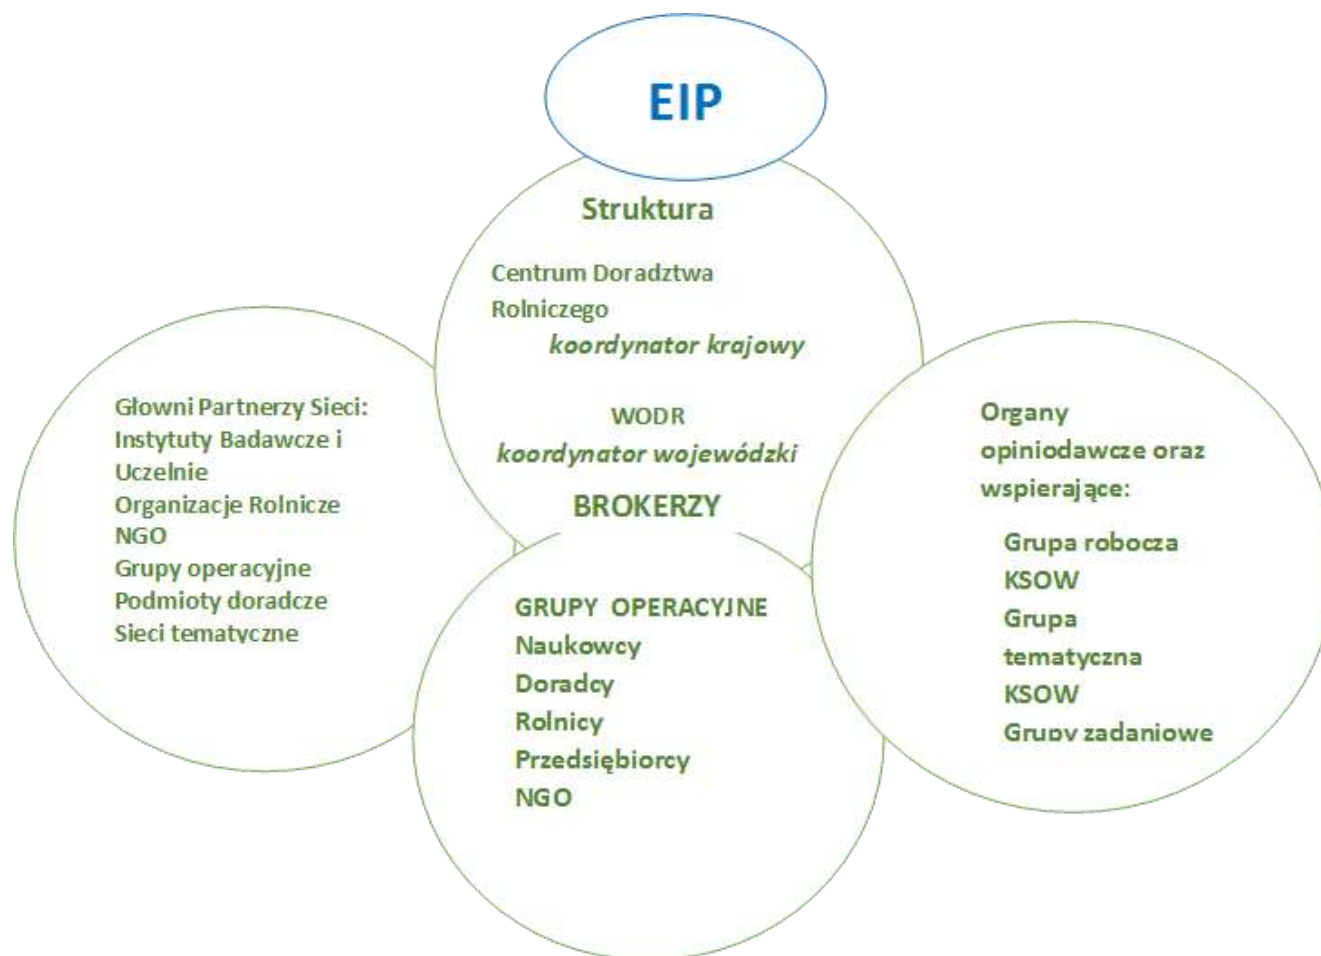 EIP
Struktura
Centrum Doradztwa
Rolniczego
koordynator krajowy
WODR
koordynator wojewódzki
BROKERZY
Głowni Partnerzy Sieci:
Instytuty Badawcze i
Uczelnie
Organizacje Rolnicze
NGO
Grupy operacyjne
Podmioty doradcze
Sieci tematyczne
GRUPY OPERACYJNE
Naukowcy
Doradcy
Rolnicy
Przedsiębiorcy
NGO
Organy
opiniodawcze oraz
wspierające:
Grupa robocza
KSOW
Grupa
tematyczna
KSOW
Grupy zadaniowe